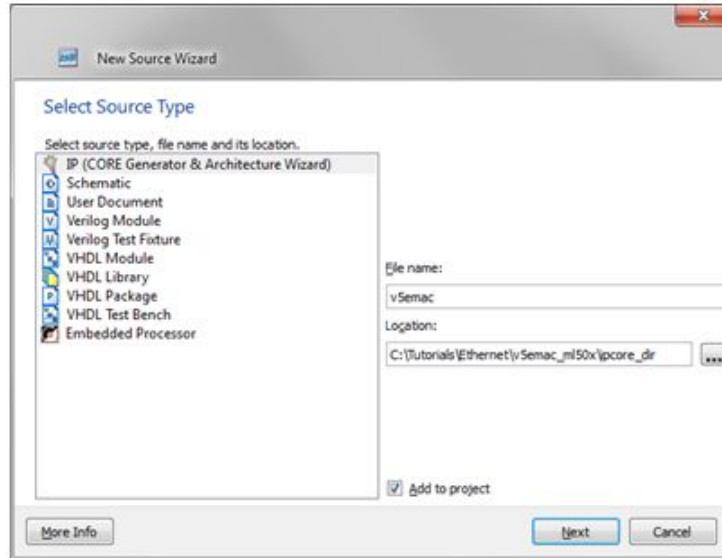 New Source Wizard
Select Source Type
Select source type, file name and its location.
IP (CORE Generator & Architecture Wizard)
Schematic
User Document
Verilog Module
Verilog Test Fixture
VHDL Module
VHDL Library
VHDL Package
VHDL Test Bench
Embedded Processor
File name:
v5emac
Location:
C:\Tutorials\Ethernet\v5emac_ml50x\ipcore_dir
...
Add to project
More Info
Next
Cancel